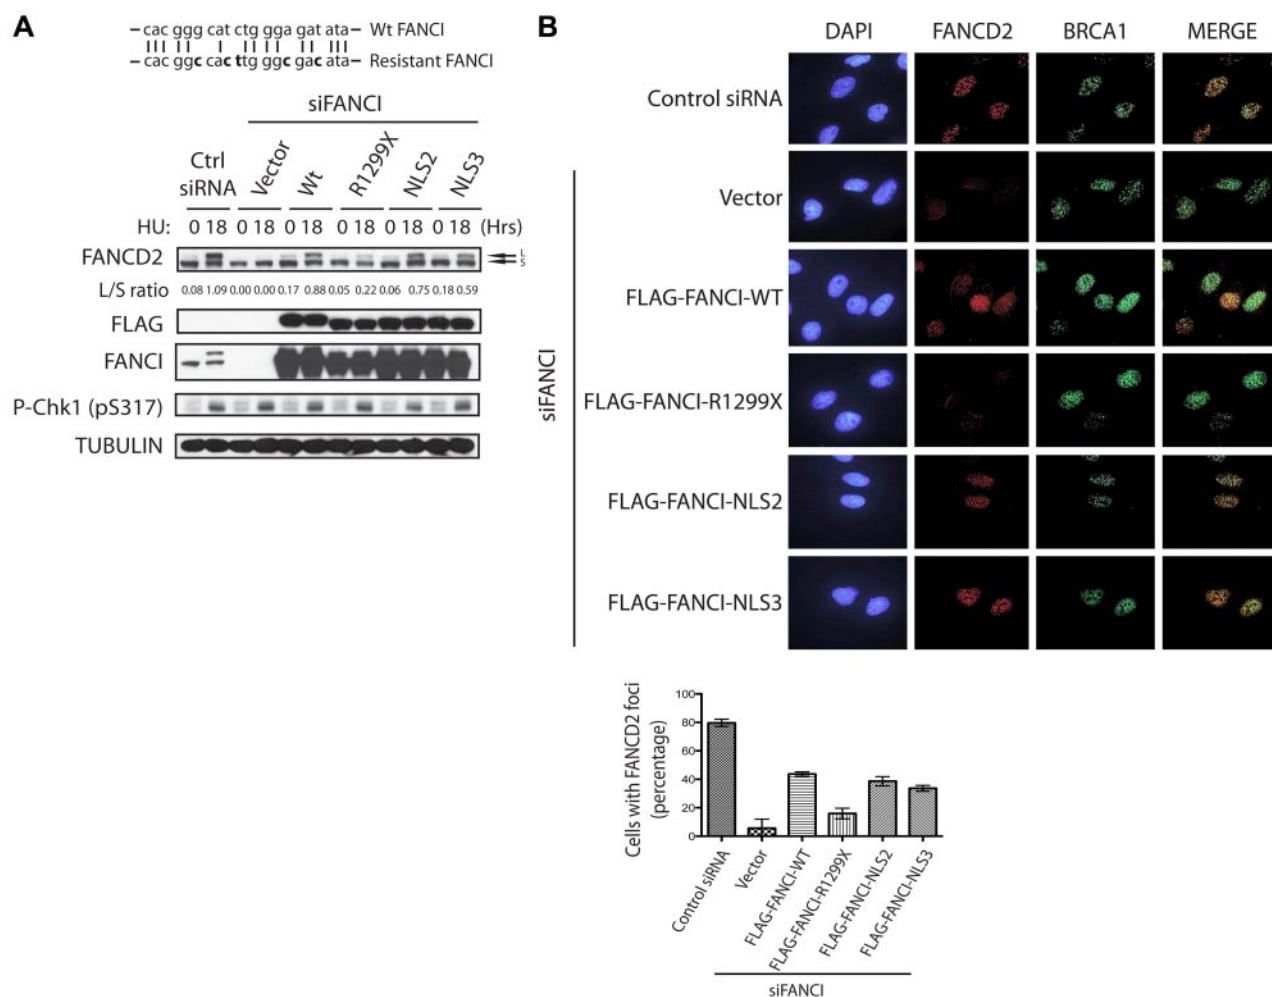 A
– cac ggg cat ctg gga gat ata – Wt FANCI
– cac ggc cac ttg ggc gac ata – Resistant FANCI
siFANCI
Ctrl siRNA
Vector
Wt
R1299X
NLS2
NLS3
HU: 0 18 0 18 0 18 0 18 0 18 0 18 (Hrs)
FANCD2
L
S
L/S ratio 0.08 1.09 0.00 0.00 0.17 0.88 0.05 0.22 0.06 0.75 0.18 0.59
FLAG
FANCI
P-Chk1 (pS317)
TUBULIN
B
DAPI FANCD2 BRCA1 MERGE
Control siRNA
Vector
FLAG-FANCI-WT
FLAG-FANCI-R1299X
FLAG-FANCI-NLS2
FLAG-FANCI-NLS3
siFANCI
Cells with FANCD2 foci
(percentage)
100
80
60
40
20
0
Control siRNA
Vector
FLAG-FANCI-WT
FLAG-FANCI-R1299X
FLAG-FANCI-NLS2
FLAG-FANCI-NLS3
siFANCI